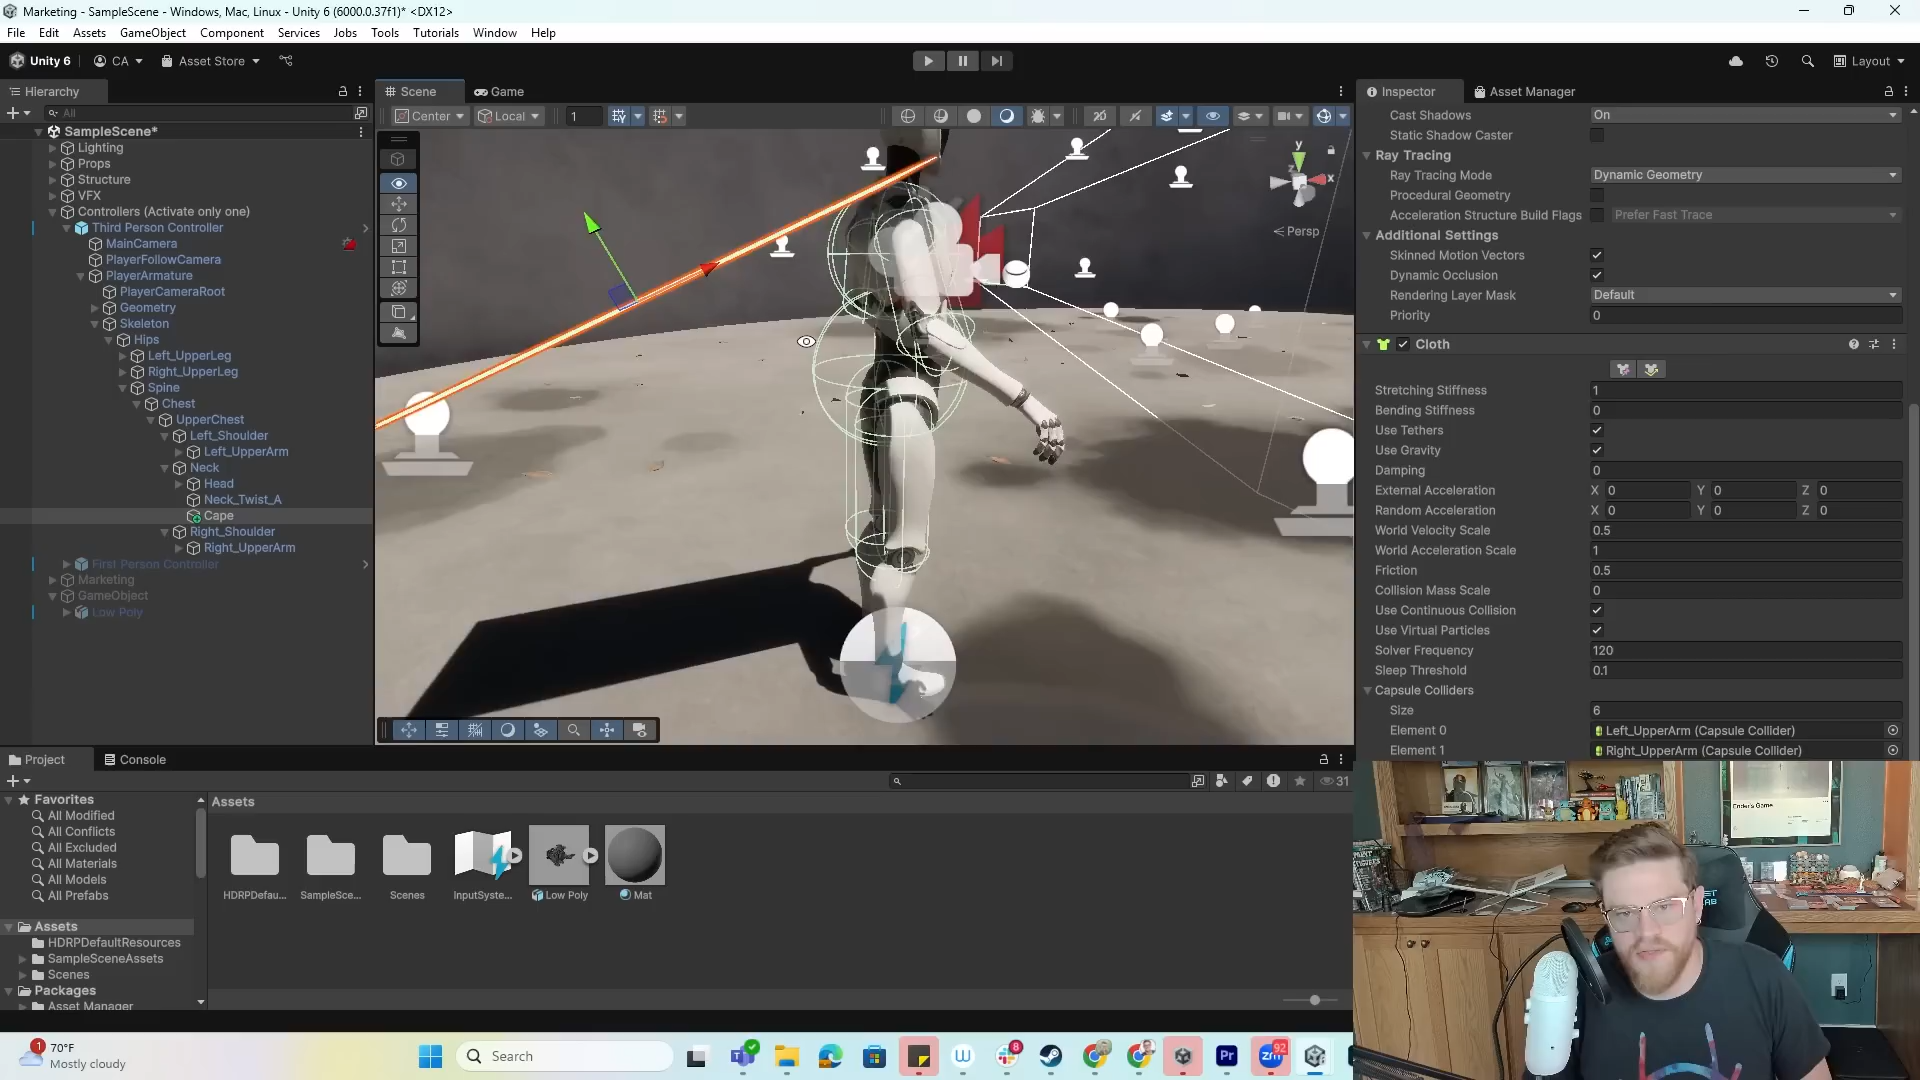 Marketing - SampleScene - Windows, Mac, Linux - Unity 6 (6000.0.37f1)* <DX12>
File Edit Assets GameObject Component Services Jobs Tools Tutorials Window Help
Unity 6 CA Asset Store Layout
Hierarchy
All
SampleScene*
Lighting
Props
Structure
VFX
Controllers (Activate only one)
Third Person Controller
MainCamera
PlayerFollowCamera
PlayerArmature
PlayerCameraRoot
Geometry
Skeleton
Hips
Left_UpperLeg
Right_UpperLeg
Spine
Chest
UpperChest
Left_Shoulder
Left_UpperArm
Neck
Head
Neck_Twist_A
Cape
Right_Shoulder
Right_UpperArm
First Person Controller
Marketing
GameObject
Low Poly
Scene Game
Center Local 1
y
x
Persp
Inspector Asset Manager
Cast Shadows On
Static Shadow Caster
Ray Tracing
Ray Tracing Mode Dynamic Geometry
Procedural Geometry
Acceleration Structure Build Flags Prefer Fast Trace
Additional Settings
Skinned Motion Vectors
Dynamic Occlusion
Rendering Layer Mask Default
Priority 0
Cloth
Stretching Stiffness 1
Bending Stiffness 0
Use Tethers
Use Gravity
Damping 0
External Acceleration X 0 Y 0 Z 0
Random Acceleration X 0 Y 0 Z 0
World Velocity Scale 0.5
World Acceleration Scale 1
Friction 0.5
Collision Mass Scale 0
Use Continuous Collision
Use Virtual Particles
Solver Frequency 120
Sleep Threshold 0.1
Capsule Colliders
Size 6
Element 0 Left_UpperArm (Capsule Collider)
Element 1 Right_UpperArm (Capsule Collider)
Project Console
31
Favorites
All Modified
All Conflicts
All Excluded
All Materials
All Models
All Prefabs
Assets
HDRPDefaultResources
SampleSceneAssets
Scenes
Packages
Asset Manager
Assets
HDRPDefau... SampleSce... Scenes InputSyste... Low Poly Mat
Ender's Game
1
70°F
Mostly cloudy
Search
8
Pr
zm
92